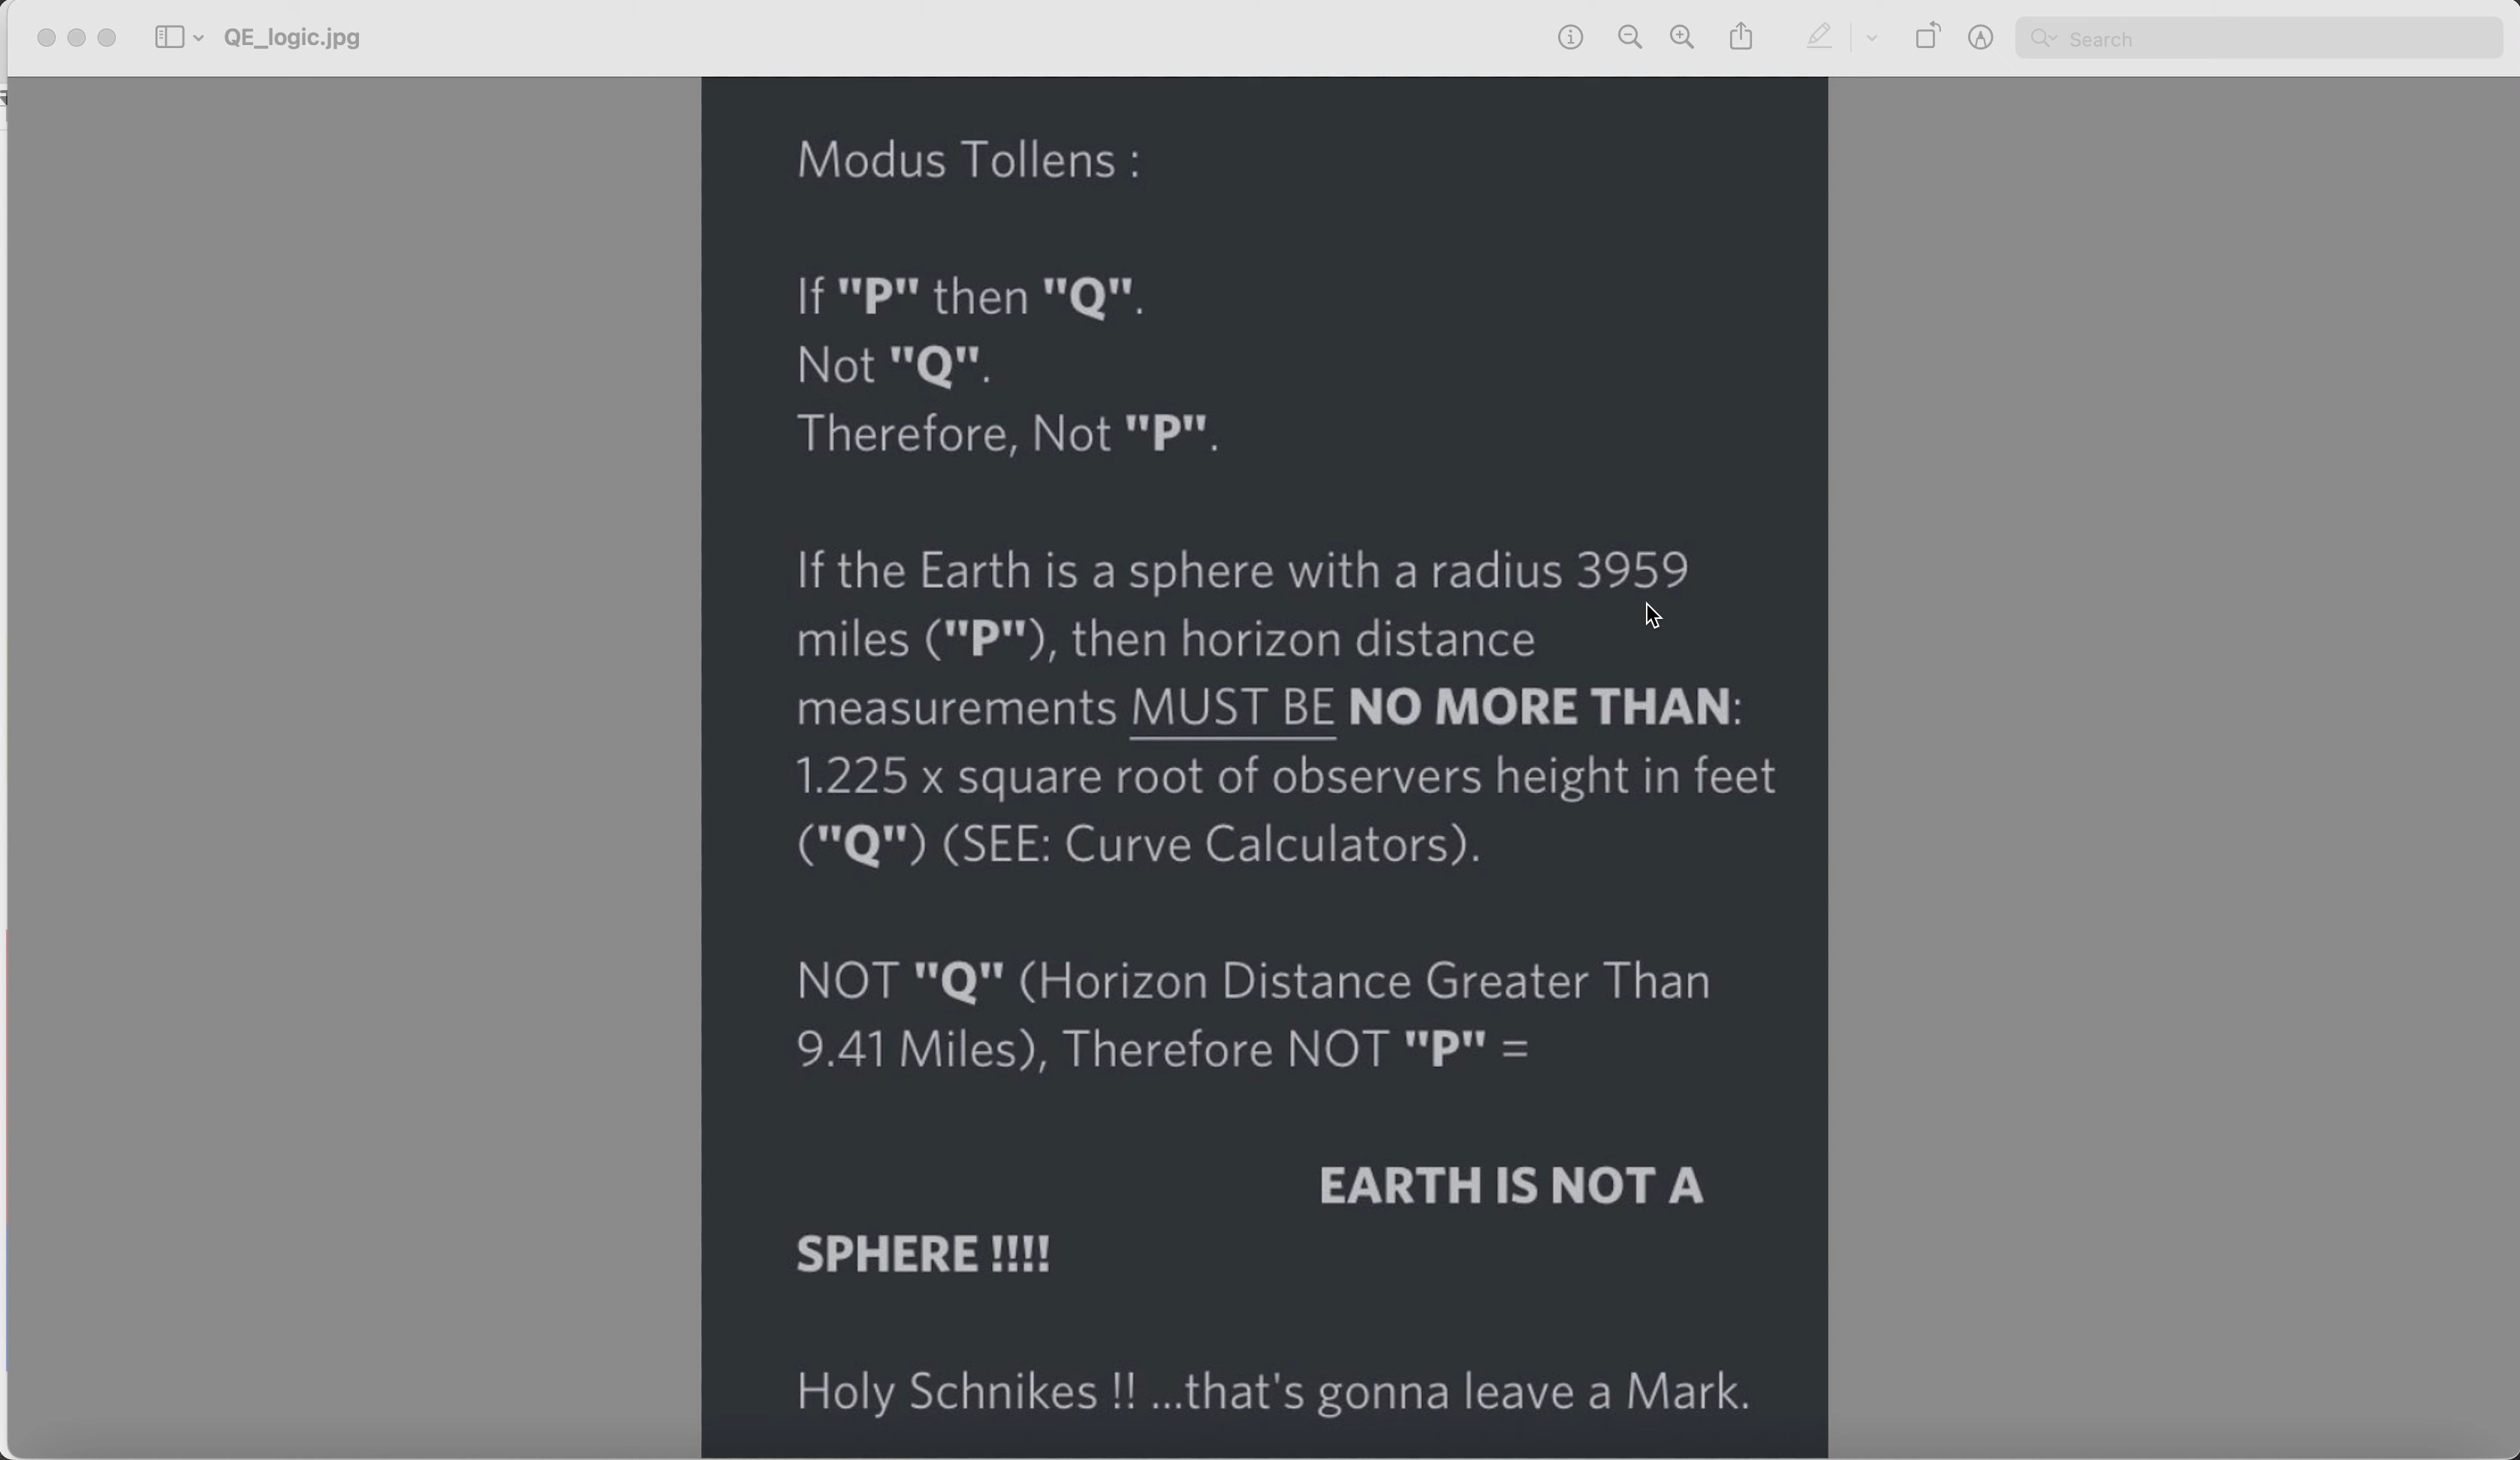 QE_logic.jpg
Search
Modus Tollens :
If "P" then "Q".
Not "Q".
Therefore, Not "P".
If the Earth is a sphere with a radius 3959
miles ("P"), then horizon distance
measurements MUST BE NO MORE THAN:
1.225 x square root of observers height in feet
("Q") (SEE: Curve Calculators).
NOT "Q" (Horizon Distance Greater Than
9.41 Miles), Therefore NOT "P" =
EARTH IS NOT A
SPHERE !!!!
Holy Schnikes !! ...that's gonna leave a Mark.